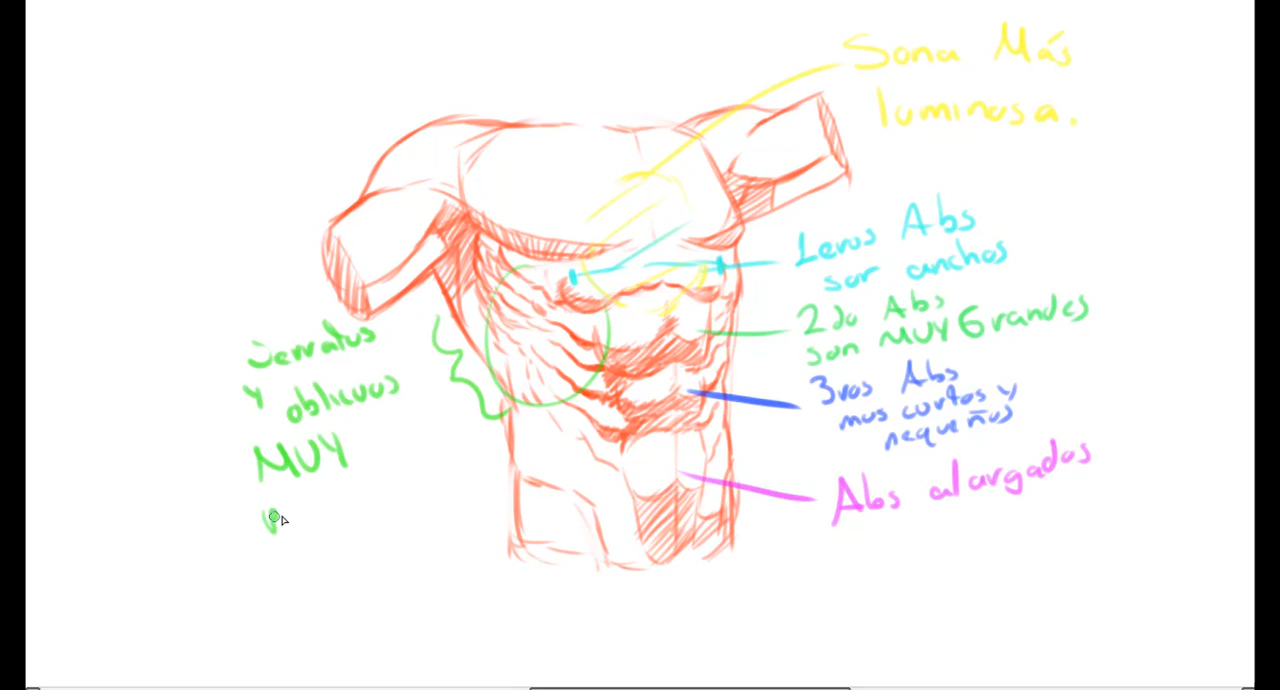 Sona Más
luminosa.
1eros Abs
son anchos
2do Abs
son MUY Grandes
3ros Abs
mas cortos y
pequeños
Abs alargados
Serratos
Y oblicuos
MUY